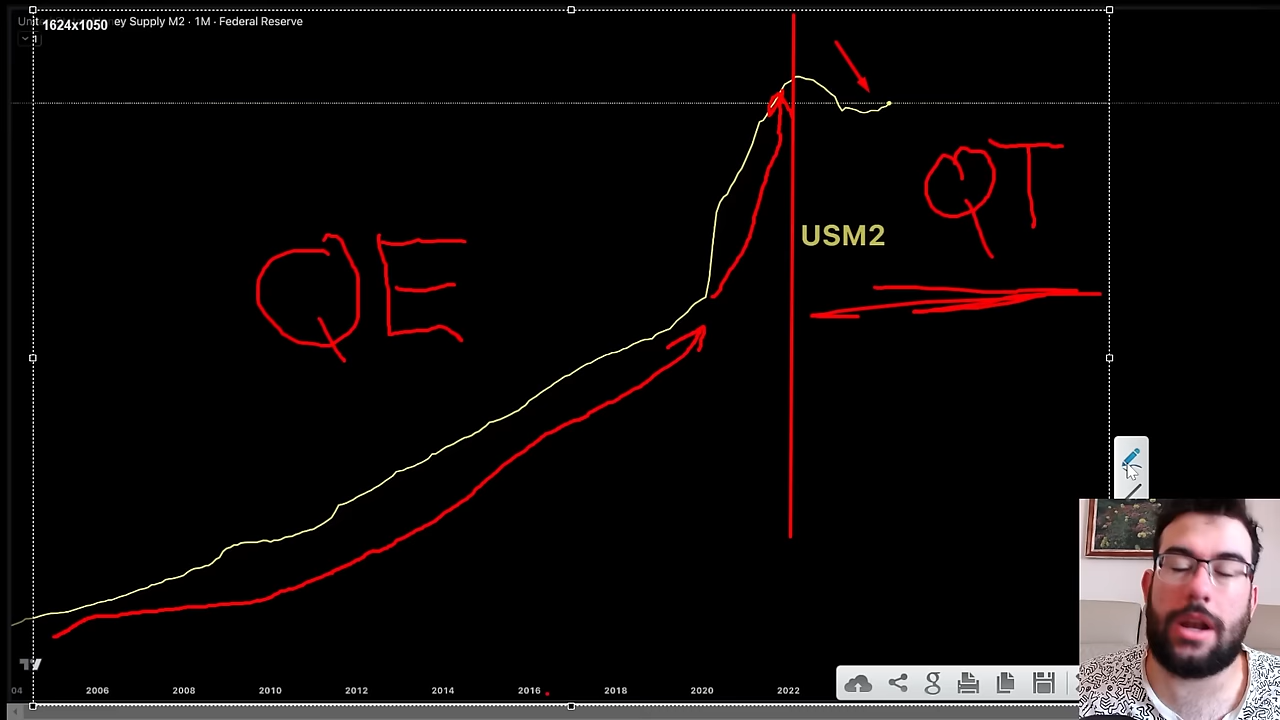 1624x1050
ey Supply M2 · 1M · Federal Reserve
QT
USM2
QE
04 2006 2008 2010 2012 2014 2016 2018 2020 2022